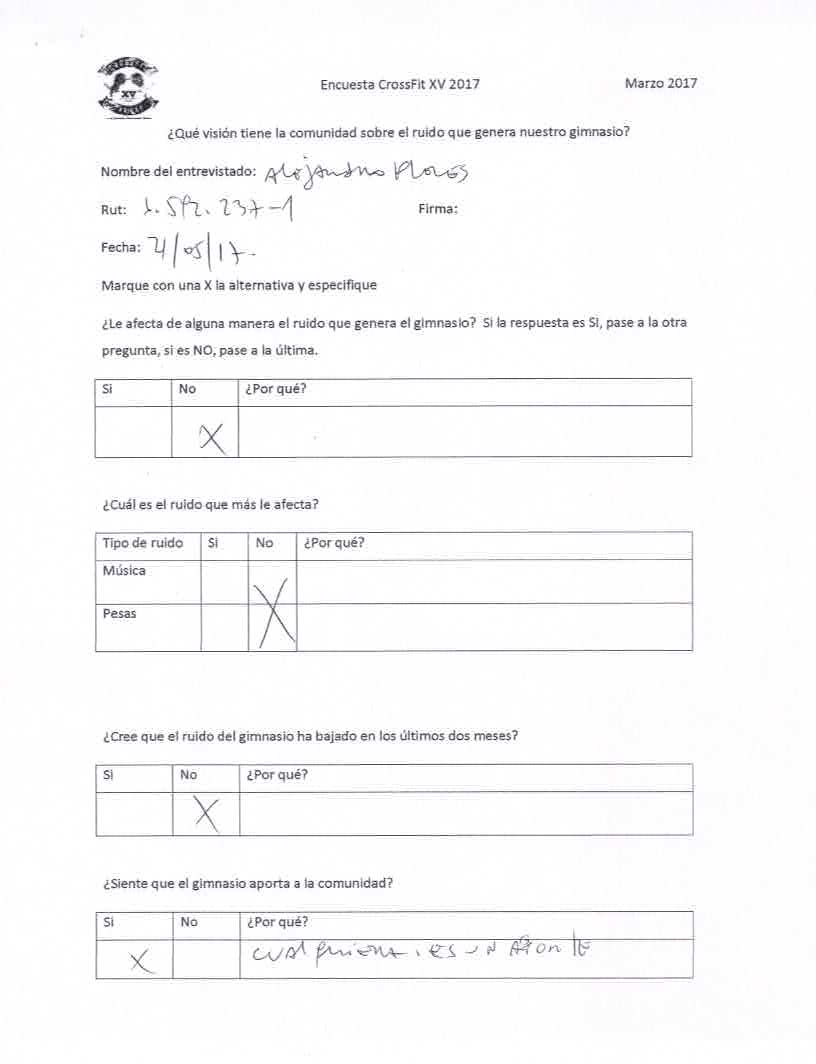 XV
Encuesta CrossFit XV 2017
Marzo 2017
¿Qué visión tiene la comunidad sobre el ruido que genera nuestro gimnasio?
Nombre del entrevistado: Alejandro Flores
Rut: 237-1
Firma:
Fecha: /05/17-
Marque con una X la alternativa y especifique
¿Le afecta de alguna manera el ruido que genera el gimnasio? Si la respuesta es SI, pase a la otra
pregunta, si es NO, pase a la última.
Si No ¿Por qué?
X
¿Cuál es el ruido que más le afecta?
Tipo de ruido Si No ¿Por qué?
Música
X
Pesas
¿Cree que el ruido del gimnasio ha bajado en los últimos dos meses?
Si No ¿Por qué?
X
¿Siente que el gimnasio aporta a la comunidad?
Si No ¿Por qué?
X cualquiera, es un aporte